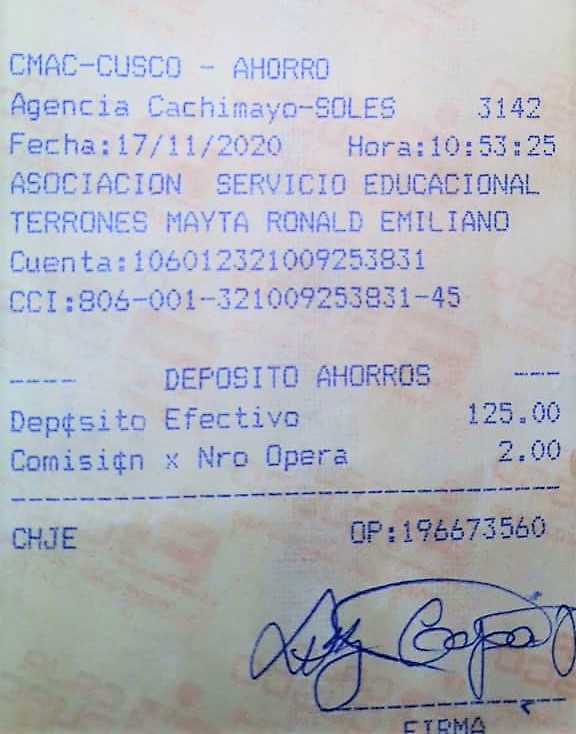 CMAC-CUSCO - AHORRO
Agencia Cachimayo-SOLES 3142
Fecha:17/11/2020 Hora:10:53:25
ASOCIACION SERVICIO EDUCACIONAL
TERRONES MAYTA RONALD EMILIANO
Cuenta:106012321009253831
CCI:806-001-321009253831-45
---- DEPOSITO AHORROS ----
Dep¢sito Efectivo 125.00
Comisi¢n x Nro Opera 2.00
CHJE OP:196673560
FIRMA